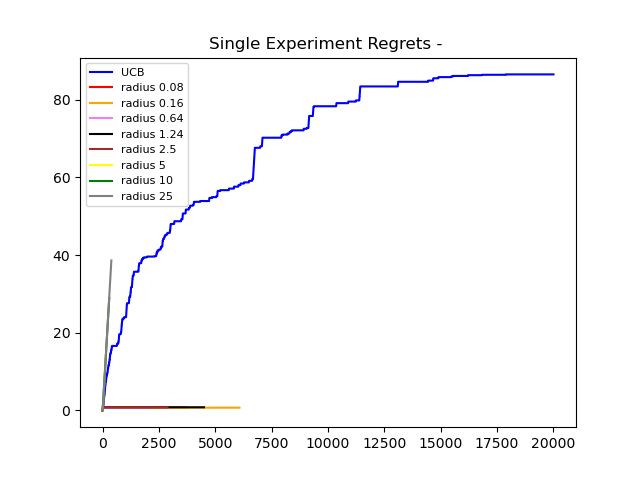 Single Experiment Regrets -
UCB
radius 0.08
radius 0.16
radius 0.64
radius 1.24
radius 2.5
radius 5
radius 10
radius 25
80
60
40
20
0
0 2500 5000 7500 10000 12500 15000 17500 20000